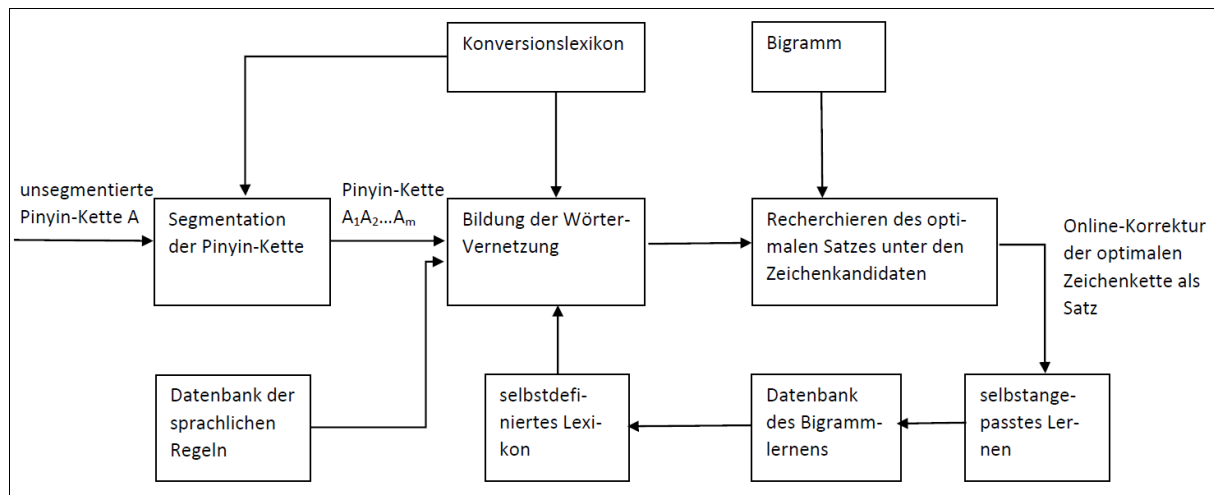 Konversionslexikon
Bigramm
unsegmentierte
Pinyin-Kette A
Segmentation
der Pinyin-Kette
Pinyin-Kette
A₁A₂...Aₘ
Bildung der Wörter-
Vernetzung
Recherchieren des opti-
malen Satzes unter den
Zeichenkandidaten
Online-Korrektur
der optimalen
Zeichenkette als
Satz
Datenbank der
sprachlichen
Regeln
selbstdefi-
niertes Lexi-
kon
Datenbank
des Bigramm-
lernens
selbstange-
passtes Ler-
nen